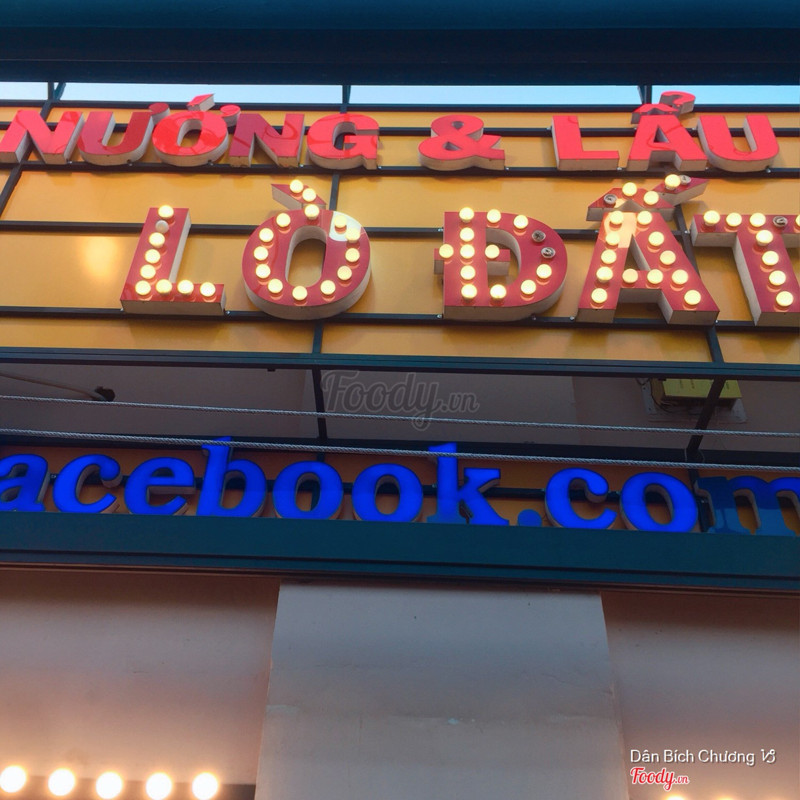 NƯỚNG & LẨU
LÒ ĐẤT
Foody.vn
acebook.com
Dân Bích Chương
Foody.vn